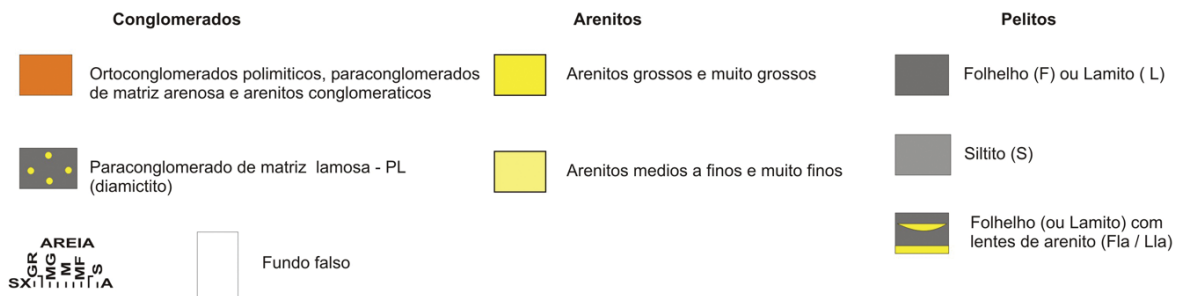 Conglomerados
Arenitos
Pelitos
Ortoconglomerados polimiticos, paraconglomerados
de matriz arenosa e arenitos conglomeraticos
Arenitos grossos e muito grossos
Folhelho (F) ou Lamito ( L)
Paraconglomerado de matriz lamosa - PL
(diamictito)
Arenitos medios a finos e muito finos
Siltito (S)
Folhelho (ou Lamito) com
lentes de arenito (Fla / Lla)
AREIA
SX GR MG M MF S A
Fundo falso